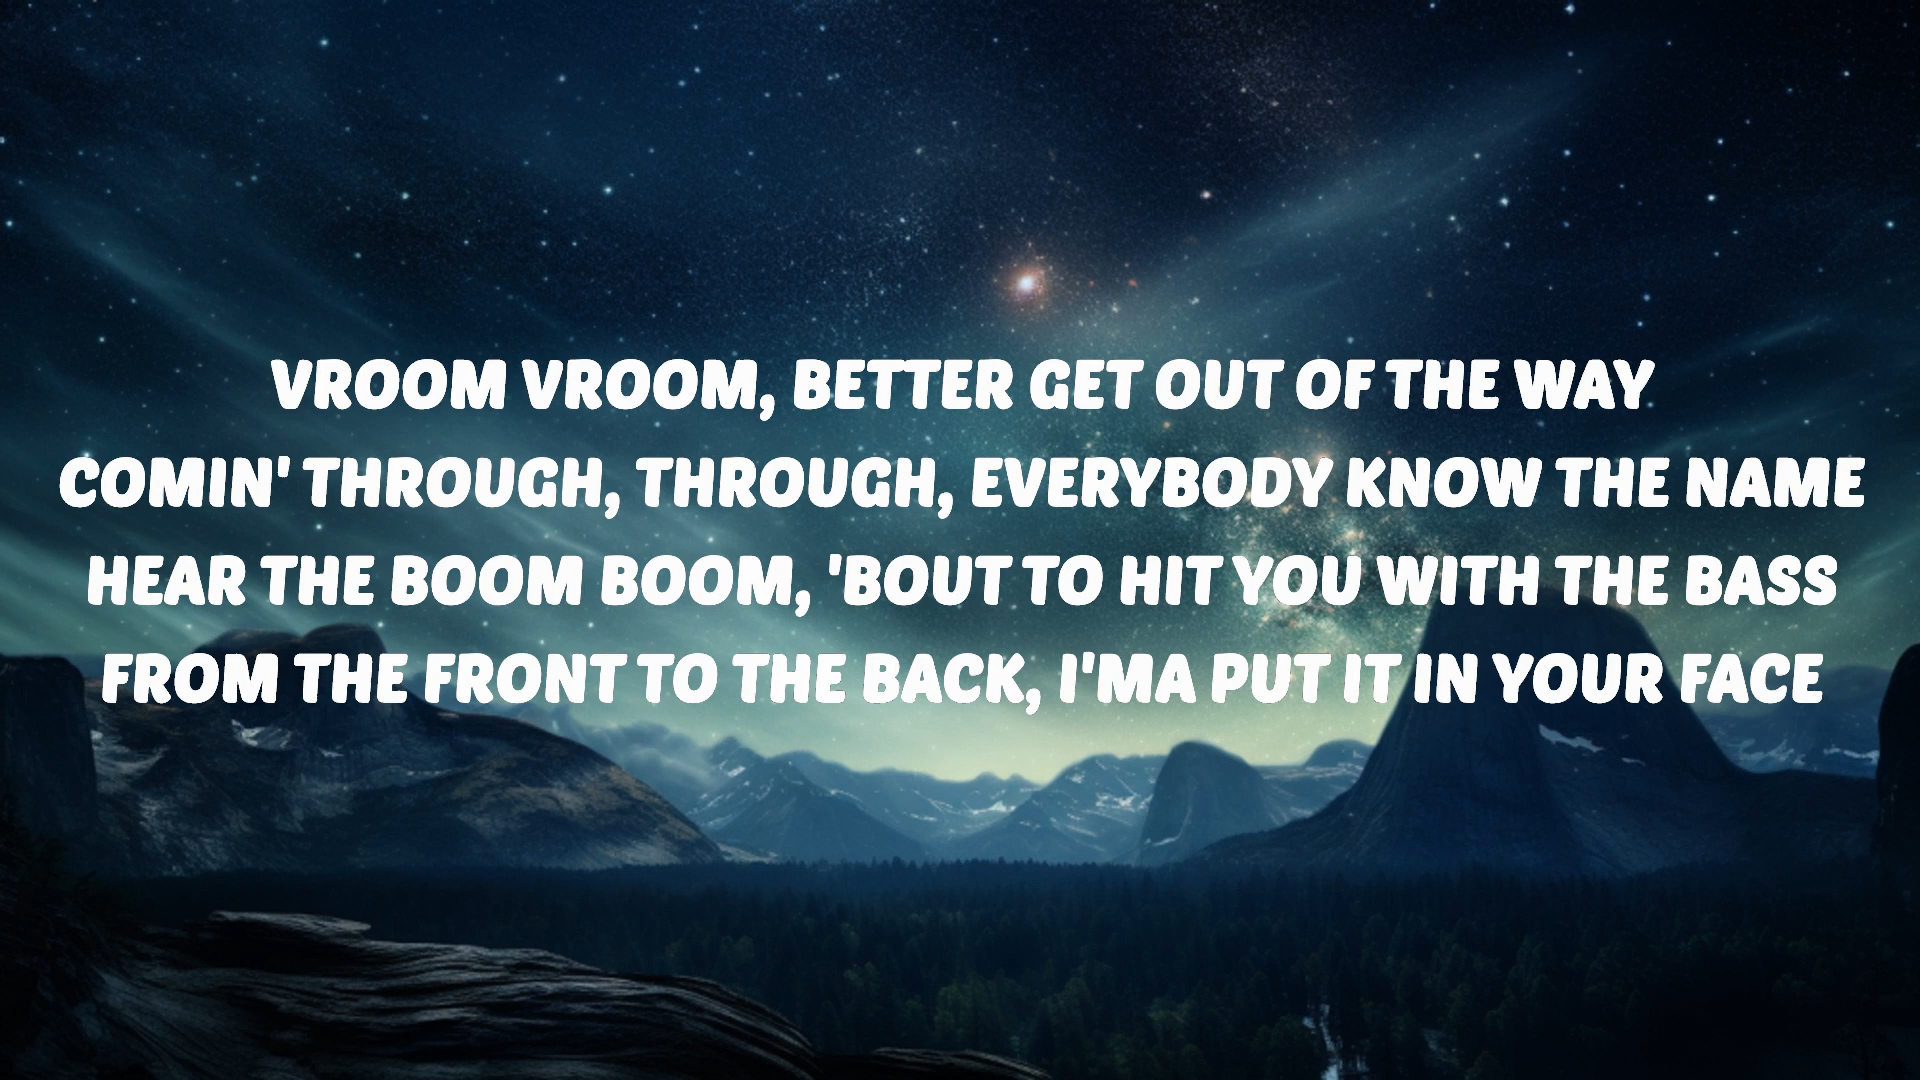 VROOM VROOM, BETTER GET OUT OF THE WAY
COMIN' THROUGH, THROUGH, EVERYBODY KNOW THE NAME
HEAR THE BOOM BOOM, 'BOUT TO HIT YOU WITH THE BASS
FROM THE FRONT TO THE BACK, I'MA PUT IT IN YOUR FACE